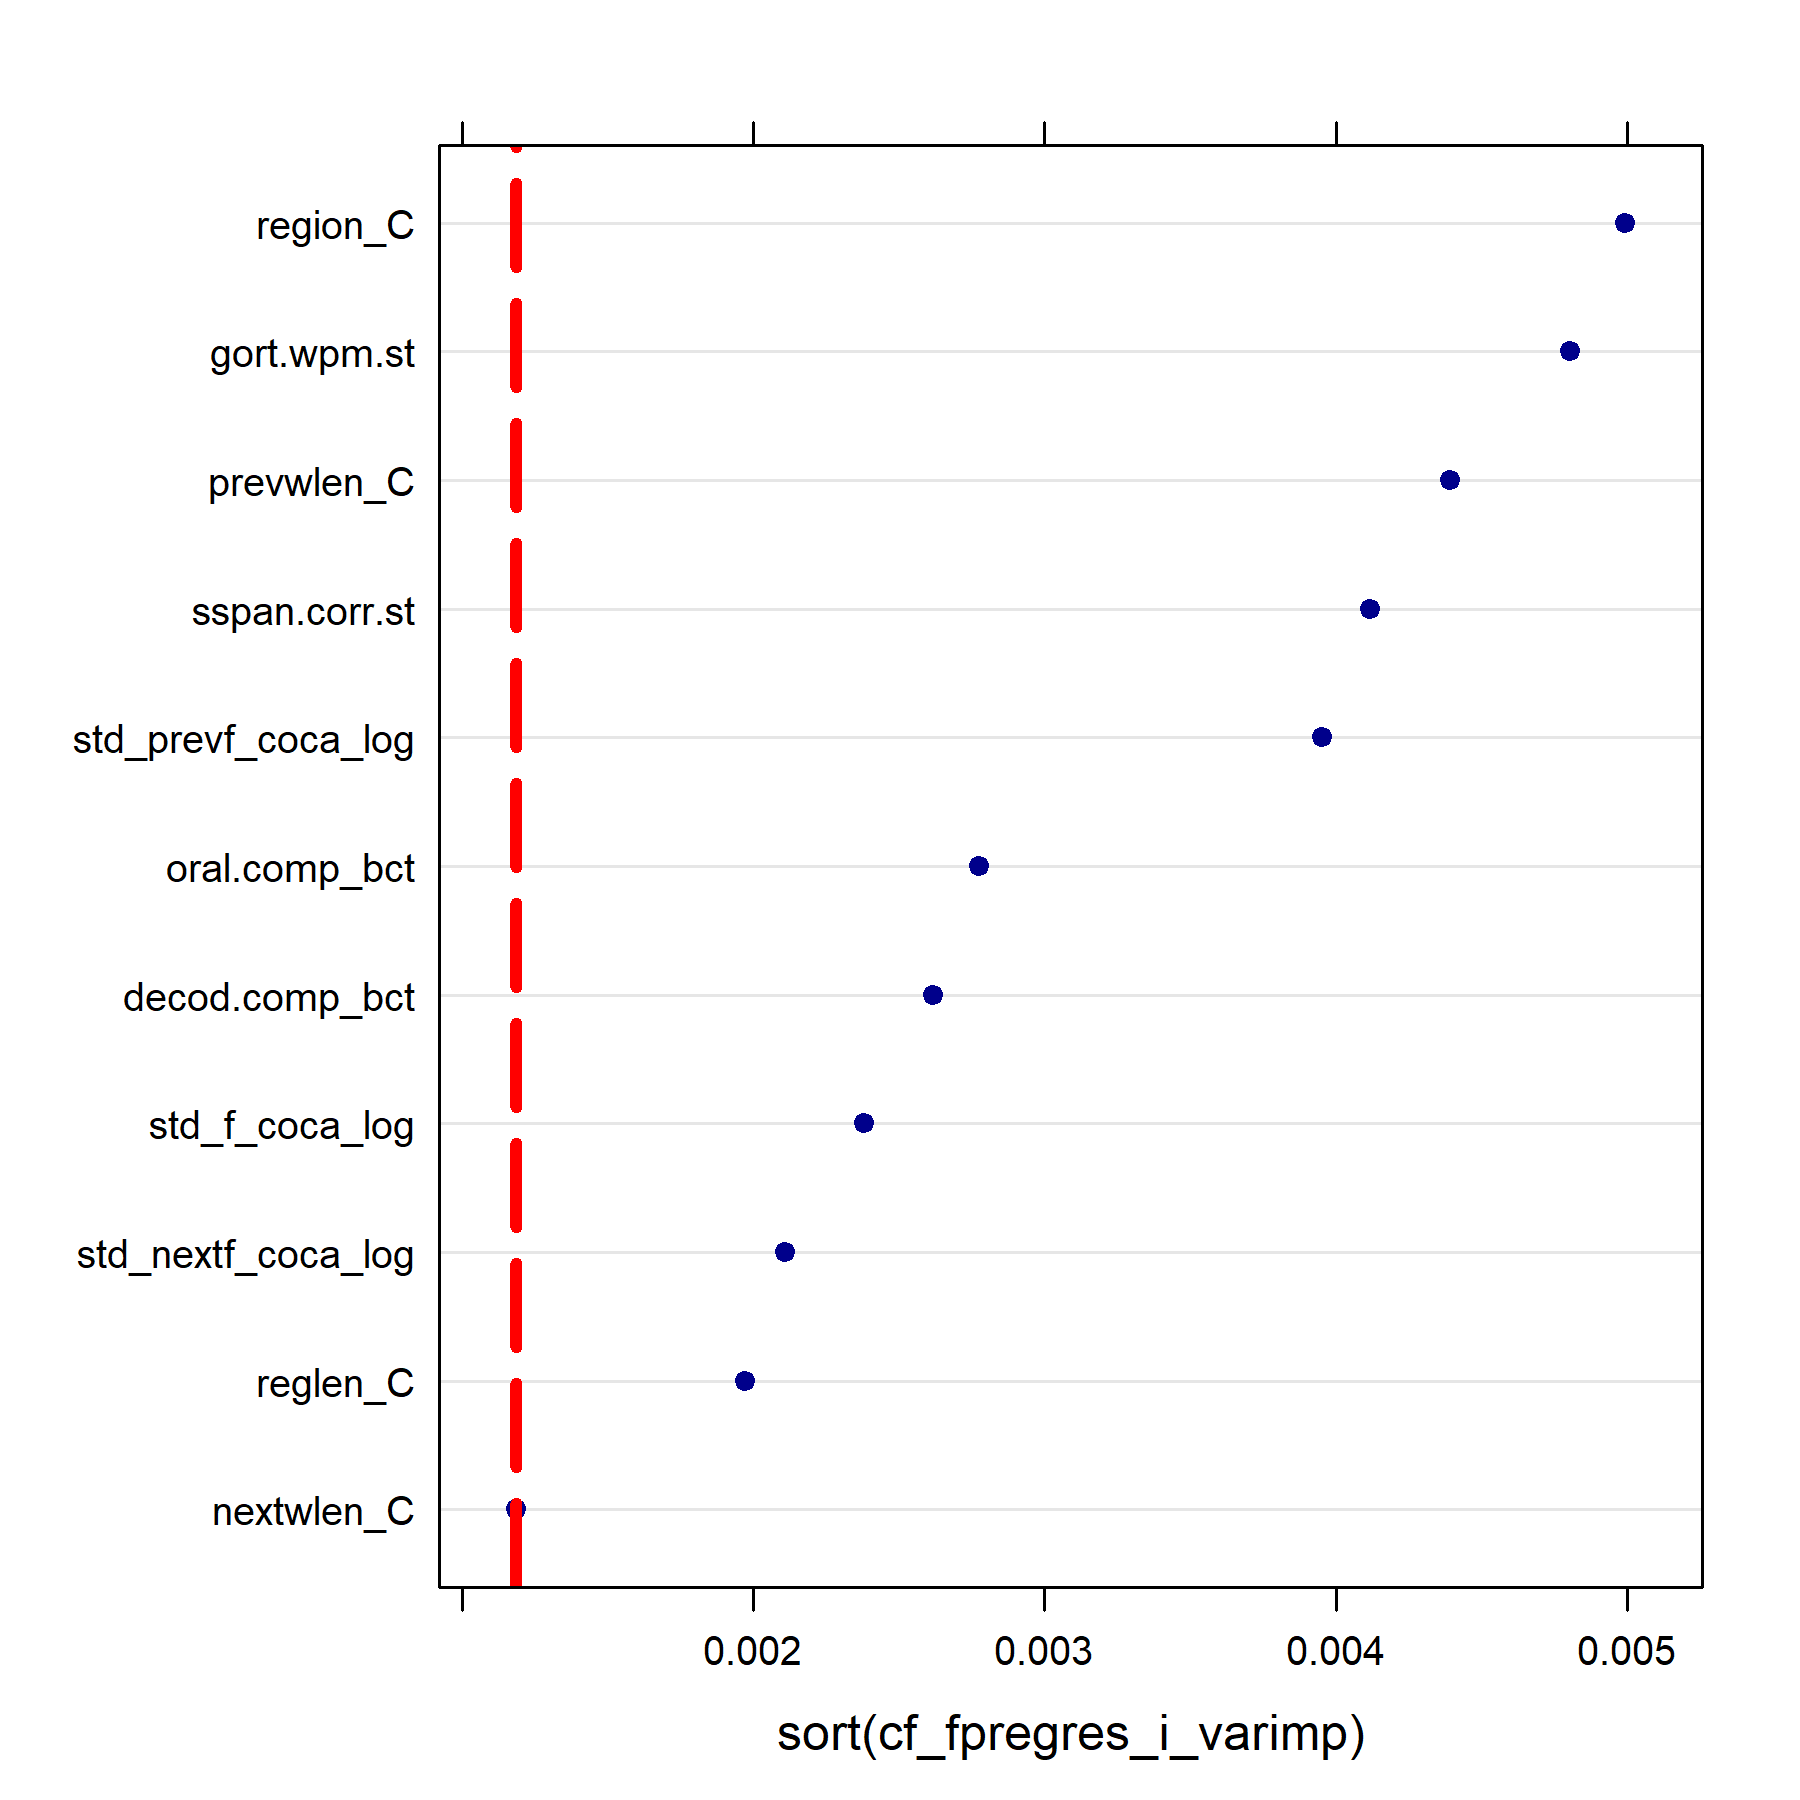 region_C
gort.wpm.st
prevwlen_C
sspan.corr.st
std_prevf_coca_log
oral.comp_bct
decod.comp_bct
std_f_coca_log
std_nextf_coca_log
reglen_C
nextwlen_C
0.002 0.003 0.004 0.005
sort(cf_fpregres_i_varimp)